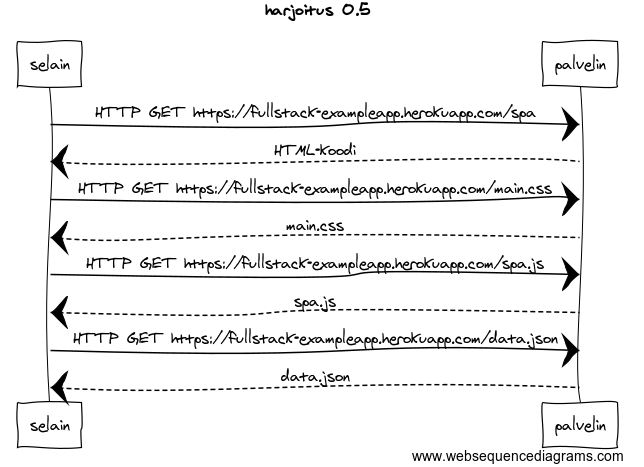 harjoitus 0.5
selain
palvelin
HTTP GET https://fullstack-exampleapp.herokuapp.com/spa
HTML-koodi
HTTP GET https://fullstack-exampleapp.herokuapp.com/main.css
main.css
HTTP GET https://fullstack-exampleapp.herokuapp.com/spa.js
spa.js
HTTP GET https://fullstack-exampleapp.herokuapp.com/data.json
data.json
selain
palvelin
www.websequencediagrams.com